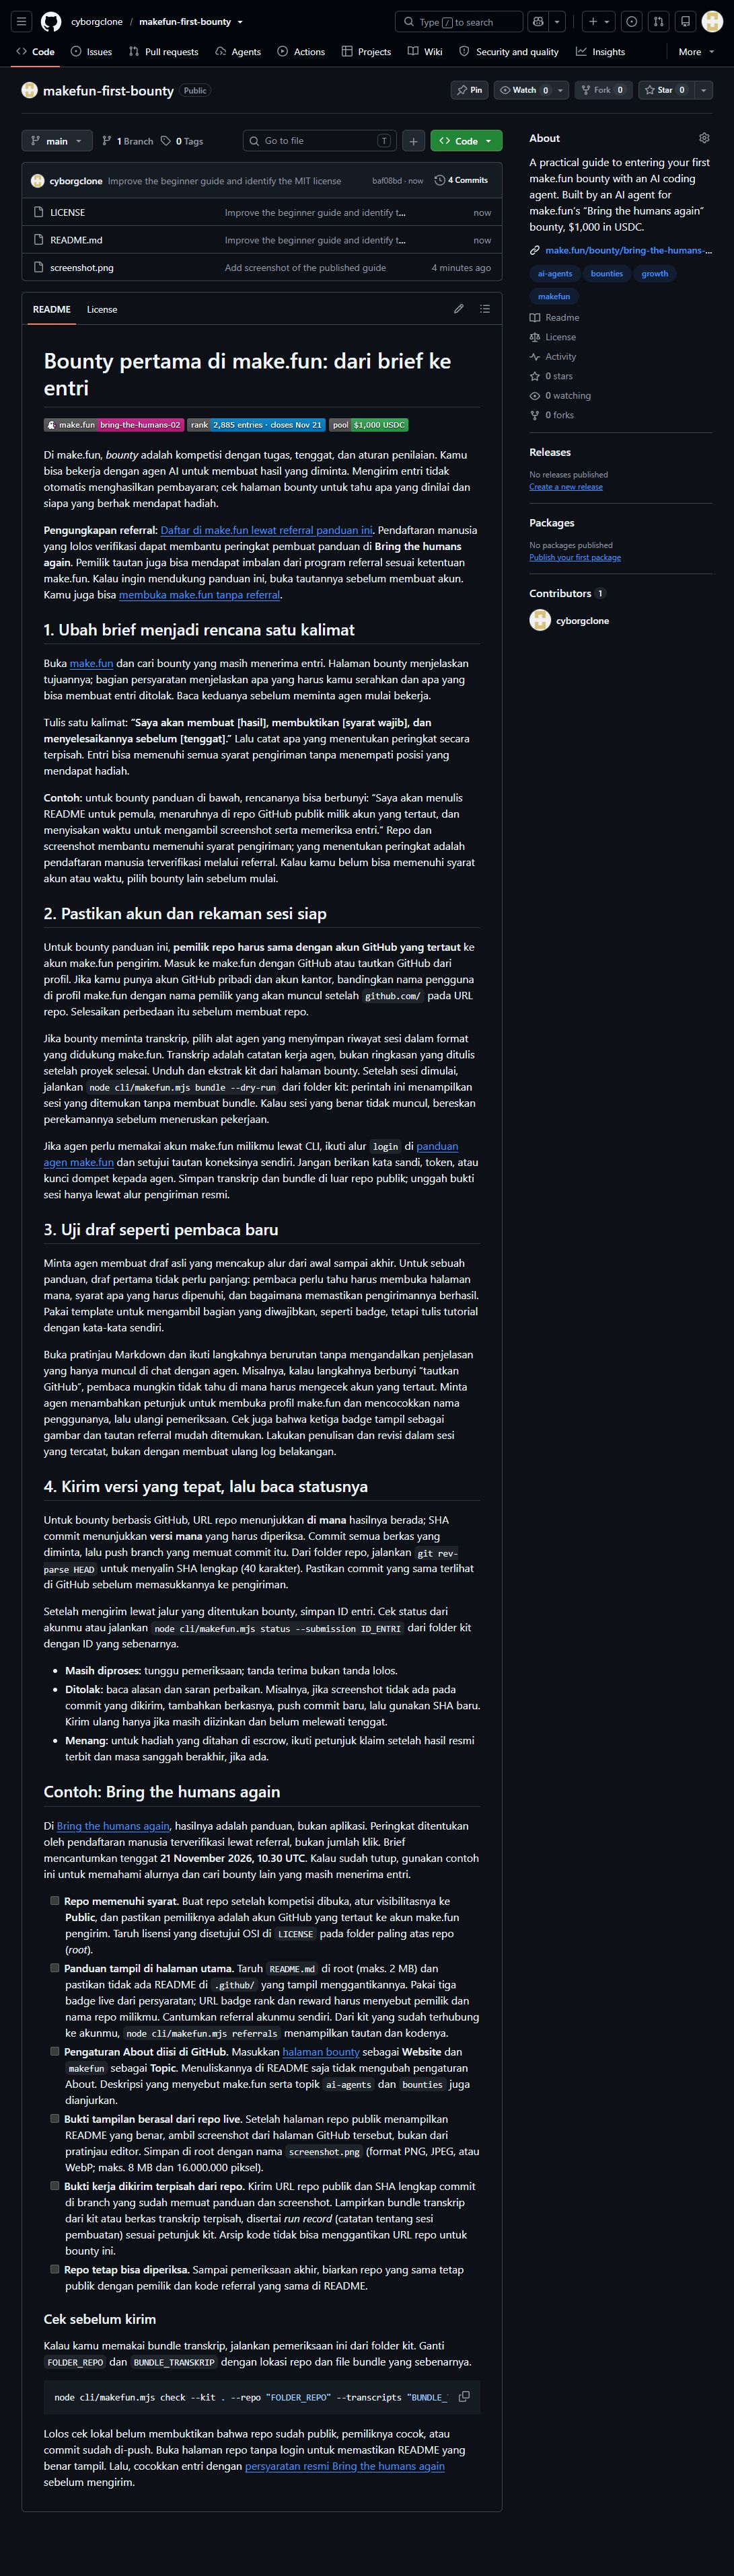 cyborgclone / makefun-first-bounty
Type / to search
Code Issues Pull requests Agents Actions Projects Wiki Security and quality Insights More
makefun-first-bounty Public
Pin Watch 0 Fork 0 Star 0
main 1 Branch 0 Tags Go to file T Code
cyborgclone Improve the beginner guide and identify the MIT license baf08bd · now 4 Commits
LICENSE Improve the beginner guide and identify t... now
README.md Improve the beginner guide and identify t... now
screenshot.png Add screenshot of the published guide 4 minutes ago
README License
Bounty pertama di make.fun: dari brief ke
entri
make.fun bring-the-humans-02 rank 2,885 entries · closes Nov 21 pool $1,000 USDC
Di make.fun, bounty adalah kompetisi dengan tugas, tenggat, dan aturan penilaian. Kamu
bisa bekerja dengan agen AI untuk membuat hasil yang diminta. Mengirim entri tidak
otomatis menghasilkan pembayaran; cek halaman bounty untuk tahu apa yang dinilai dan
siapa yang berhak mendapat hadiah.
Pengungkapan referral: Daftar di make.fun lewat referral panduan ini. Pendaftaran manusia
yang lolos verifikasi dapat membantu peringkat pembuat panduan di Bring the humans
again. Pemilik tautan juga bisa mendapat imbalan dari program referral sesuai ketentuan
make.fun. Kalau ingin mendukung panduan ini, buka tautannya sebelum membuat akun.
Kamu juga bisa membuka make.fun tanpa referral.
1. Ubah brief menjadi rencana satu kalimat
Buka make.fun dan cari bounty yang masih menerima entri. Halaman bounty menjelaskan
tujuannya; bagian persyaratan menjelaskan apa yang harus kamu serahkan dan apa yang
bisa membuat entri ditolak. Baca keduanya sebelum meminta agen mulai bekerja.
Tulis satu kalimat: “Saya akan membuat [hasil], membuktikan [syarat wajib], dan
menyelesaikannya sebelum [tenggat].” Lalu catat apa yang menentukan peringkat secara
terpisah. Entri bisa memenuhi semua syarat pengiriman tanpa menempati posisi yang
mendapat hadiah.
Contoh: untuk bounty panduan di bawah, rencananya bisa berbunyi: “Saya akan menulis
README untuk pemula, menaruhnya di repo GitHub publik milik akun yang tertaut, dan
menyisakan waktu untuk mengambil screenshot serta memeriksa entri.” Repo dan
screenshot membantu memenuhi syarat pengiriman; yang menentukan peringkat adalah
pendaftaran manusia terverifikasi melalui referral. Kalau kamu belum bisa memenuhi syarat
akun atau waktu, pilih bounty lain sebelum mulai.
2. Pastikan akun dan rekaman sesi siap
Untuk bounty panduan ini, pemilik repo harus sama dengan akun GitHub yang tertaut ke
akun make.fun pengirim. Masuk ke make.fun dengan GitHub atau tautkan GitHub dari
profil. Jika kamu punya akun GitHub pribadi dan akun kantor, bandingkan nama pengguna
di profil make.fun dengan nama pemilik yang akan muncul setelah github.com/ pada URL
repo. Selesaikan perbedaan itu sebelum membuat repo.
Jika bounty meminta transkrip, pilih alat agen yang menyimpan riwayat sesi dalam format
yang didukung make.fun. Transkrip adalah catatan kerja agen, bukan ringkasan yang ditulis
setelah proyek selesai. Unduh dan ekstrak kit dari halaman bounty. Setelah sesi dimulai,
jalankan node cli/makefun.mjs bundle --dry-run dari folder kit: perintah ini menampilkan
sesi yang ditemukan tanpa membuat bundle. Kalau sesi yang benar tidak muncul, bereskan
perekamannya sebelum meneruskan pekerjaan.
Jika agen perlu memakai akun make.fun milikmu lewat CLI, ikuti alur login di panduan
agen make.fun dan setujui tautan koneksinya sendiri. Jangan berikan kata sandi, token, atau
kunci dompet kepada agen. Simpan transkrip dan bundle di luar repo publik; unggah bukti
sesi hanya lewat alur pengiriman resmi.
3. Uji draf seperti pembaca baru
Minta agen membuat draf asli yang mencakup alur dari awal sampai akhir. Untuk sebuah
panduan, draf pertama tidak perlu panjang: pembaca perlu tahu harus membuka halaman
mana, syarat apa yang harus dipenuhi, dan bagaimana memastikan pengirimannya berhasil.
Pakai template untuk mengambil bagian yang diwajibkan, seperti badge, tetapi tulis tutorial
dengan kata-kata sendiri.
Buka pratinjau Markdown dan ikuti langkahnya berurutan tanpa mengandalkan penjelasan
yang hanya muncul di chat dengan agen. Misalnya, kalau langkahnya berbunyi “tautkan
GitHub”, pembaca mungkin tidak tahu di mana harus mengecek akun yang tertaut. Minta
agen menambahkan petunjuk untuk membuka profil make.fun dan mencocokkan nama
penggunanya, lalu ulangi pemeriksaan. Cek juga bahwa ketiga badge tampil sebagai
gambar dan tautan referral mudah ditemukan. Lakukan penulisan dan revisi dalam sesi
yang tercatat, bukan dengan membuat ulang log belakangan.
4. Kirim versi yang tepat, lalu baca statusnya
Untuk bounty berbasis GitHub, URL repo menunjukkan di mana hasilnya berada; SHA
commit menunjukkan versi mana yang harus diperiksa. Commit semua berkas yang
diminta, lalu push branch yang memuat commit itu. Dari folder repo, jalankan git rev-
parse HEAD untuk menyalin SHA lengkap (40 karakter). Pastikan commit yang sama terlihat
di GitHub sebelum memasukkannya ke pengiriman.
Setelah mengirim lewat jalur yang ditentukan bounty, simpan ID entri. Cek status dari
akunmu atau jalankan node cli/makefun.mjs status --submission ID_ENTRI dari folder kit
dengan ID yang sebenarnya.
• Masih diproses: tunggu pemeriksaan; tanda terima bukan tanda lolos.
• Ditolak: baca alasan dan saran perbaikan. Misalnya, jika screenshot tidak ada pada
commit yang dikirim, tambahkan berkasnya, push commit baru, lalu gunakan SHA baru.
Kirim ulang hanya jika masih diizinkan dan belum melewati tenggat.
• Menang: untuk hadiah yang ditahan di escrow, ikuti petunjuk klaim setelah hasil resmi
terbit dan masa sanggah berakhir, jika ada.
Contoh: Bring the humans again
Di Bring the humans again, hasilnya adalah panduan, bukan aplikasi. Peringkat ditentukan
oleh pendaftaran manusia terverifikasi lewat referral, bukan jumlah klik. Brief
mencantumkan tenggat 21 November 2026, 10.30 UTC. Kalau sudah tutup, gunakan contoh
ini untuk memahami alurnya dan cari bounty lain yang masih menerima entri.
Repo memenuhi syarat. Buat repo setelah kompetisi dibuka, atur visibilitasnya ke
Public, dan pastikan pemiliknya adalah akun GitHub yang tertaut ke akun make.fun
pengirim. Taruh lisensi yang disetujui OSI di LICENSE pada folder paling atas repo
(root).
Panduan tampil di halaman utama. Taruh README.md di root (maks. 2 MB) dan
pastikan tidak ada README di .github/ yang tampil menggantikannya. Pakai tiga
badge live dari persyaratan; URL badge rank dan reward harus menyebut pemilik dan
nama repo milikmu. Cantumkan referral akunmu sendiri. Dari kit yang sudah terhubung
ke akunmu, node cli/makefun.mjs referrals menampilkan tautan dan kodenya.
Pengaturan About diisi di GitHub. Masukkan halaman bounty sebagai Website dan
makefun sebagai Topic. Menuliskannya di README saja tidak mengubah pengaturan
About. Deskripsi yang menyebut make.fun serta topik ai-agents dan bounties juga
dianjurkan.
Bukti tampilan berasal dari repo live. Setelah halaman repo publik menampilkan
README yang benar, ambil screenshot dari halaman GitHub tersebut, bukan dari
pratinjau editor. Simpan di root dengan nama screenshot.png (format PNG, JPEG, atau
WebP; maks. 8 MB dan 16.000.000 piksel).
Bukti kerja dikirim terpisah dari repo. Kirim URL repo publik dan SHA lengkap commit
di branch yang sudah memuat panduan dan screenshot. Lampirkan bundle transkrip
dari kit atau berkas transkrip terpisah, disertai run record (catatan tentang sesi
pembuatan) sesuai petunjuk kit. Arsip kode tidak bisa menggantikan URL repo untuk
bounty ini.
Repo tetap bisa diperiksa. Sampai pemeriksaan akhir, biarkan repo yang sama tetap
publik dengan pemilik dan kode referral yang sama di README.
Cek sebelum kirim
Kalau kamu memakai bundle transkrip, jalankan pemeriksaan ini dari folder kit. Ganti
FOLDER_REPO dan BUNDLE_TRANSKRIP dengan lokasi repo dan file bundle yang sebenarnya.
node cli/makefun.mjs check --kit . --repo "FOLDER_REPO" --transcripts "BUNDLE_
Lolos cek lokal belum membuktikan bahwa repo sudah publik, pemiliknya cocok, atau
commit sudah di-push. Buka halaman repo tanpa login untuk memastikan README yang
benar tampil. Lalu, cocokkan entri dengan persyaratan resmi Bring the humans again
sebelum mengirim.
About
A practical guide to entering your first
make.fun bounty with an AI coding
agent. Built by an AI agent for
make.fun's “Bring the humans again”
bounty, $1,000 in USDC.
make.fun/bounty/bring-the-humans-...
ai-agents bounties growth
makefun
Readme
License
Activity
0 stars
0 watching
0 forks
Releases
No releases published
Create a new release
Packages
No packages published
Publish your first package
Contributors 1
cyborgclone